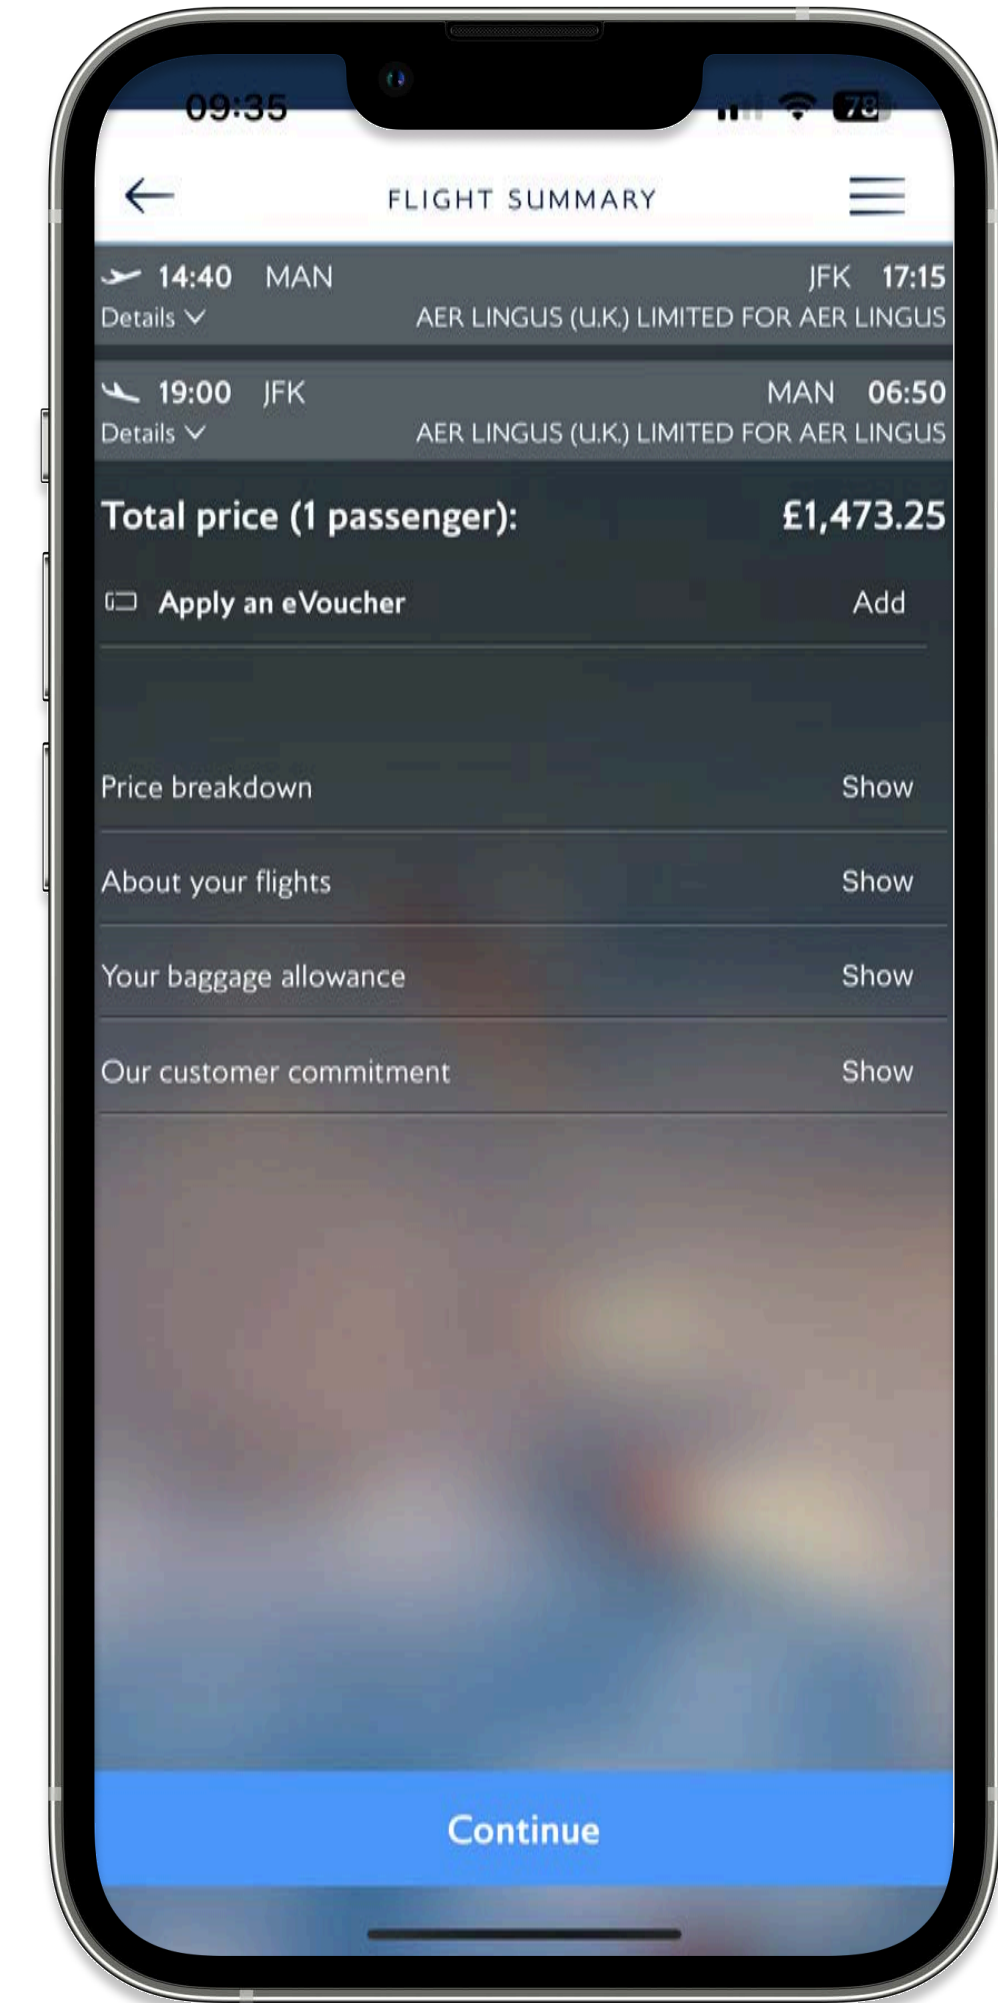 09:35 78
FLIGHT SUMMARY
14:40 MAN JFK 17:15
Details AER LINGUS (U.K.) LIMITED FOR AER LINGUS
19:00 JFK MAN 06:50
Details AER LINGUS (U.K.) LIMITED FOR AER LINGUS
Total price (1 passenger): £1,473.25
Apply an eVoucher Add
Price breakdown Show
About your flights Show
Your baggage allowance Show
Our customer commitment Show
Continue